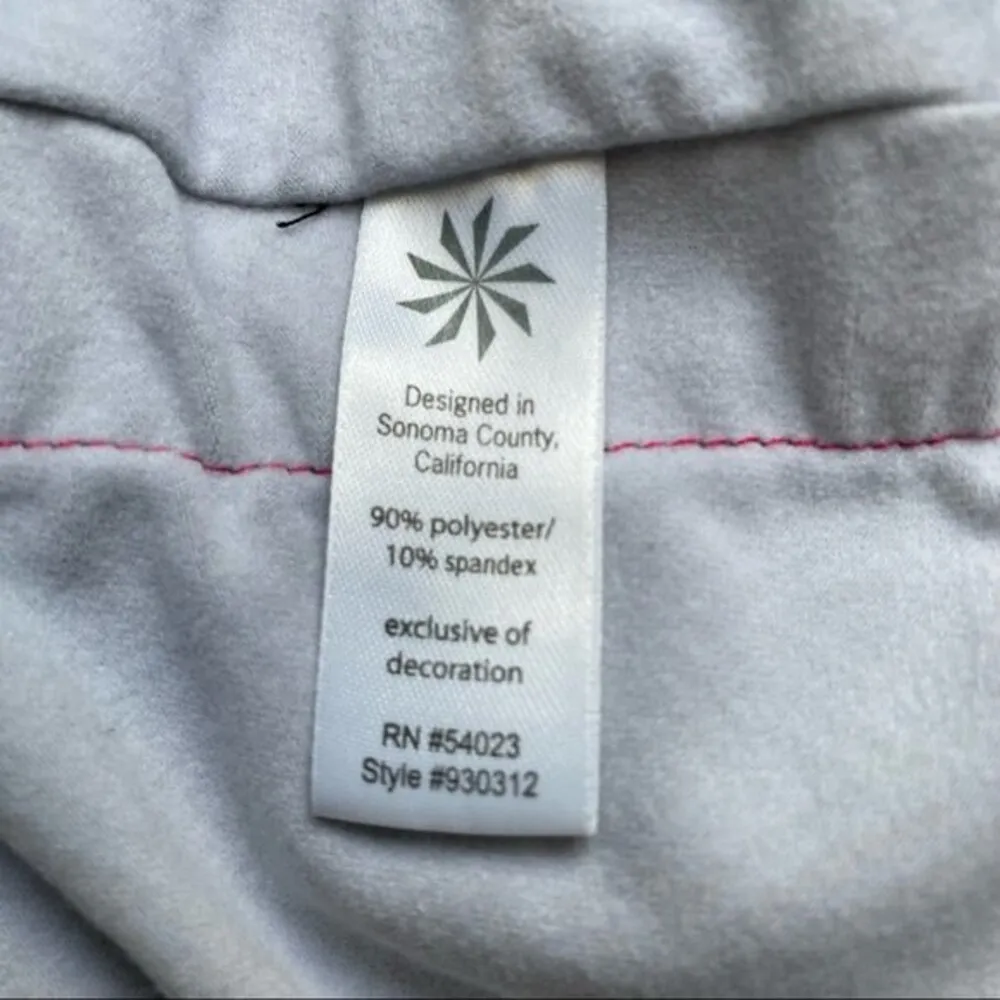 Designed in
Sonoma County,
California
90% polyester/
10% spandex
exclusive of
decoration
RN #54023
Style #930312